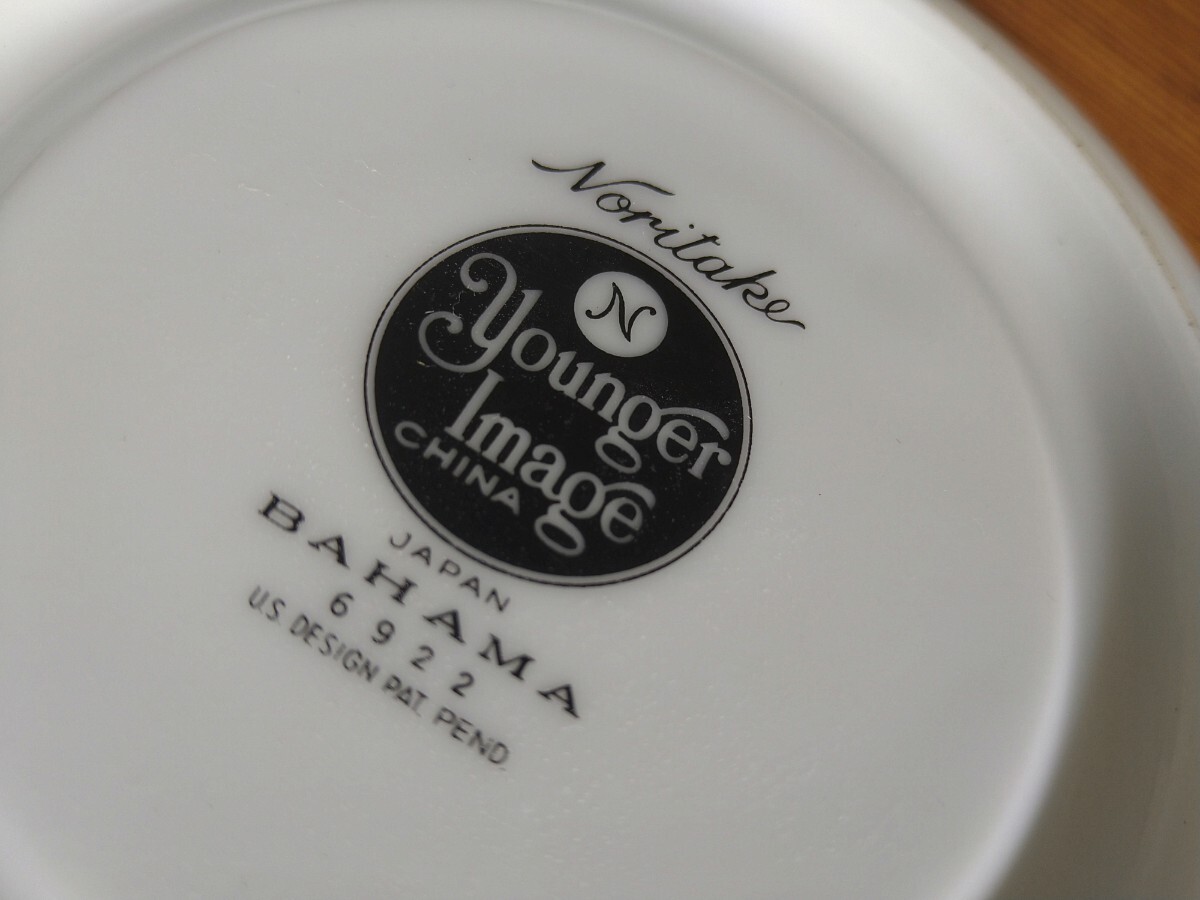 Noritake
N
Younger
Image
CHINA
JAPAN
BAHAMA
6922
U.S. DESIGN PAT. PEND.